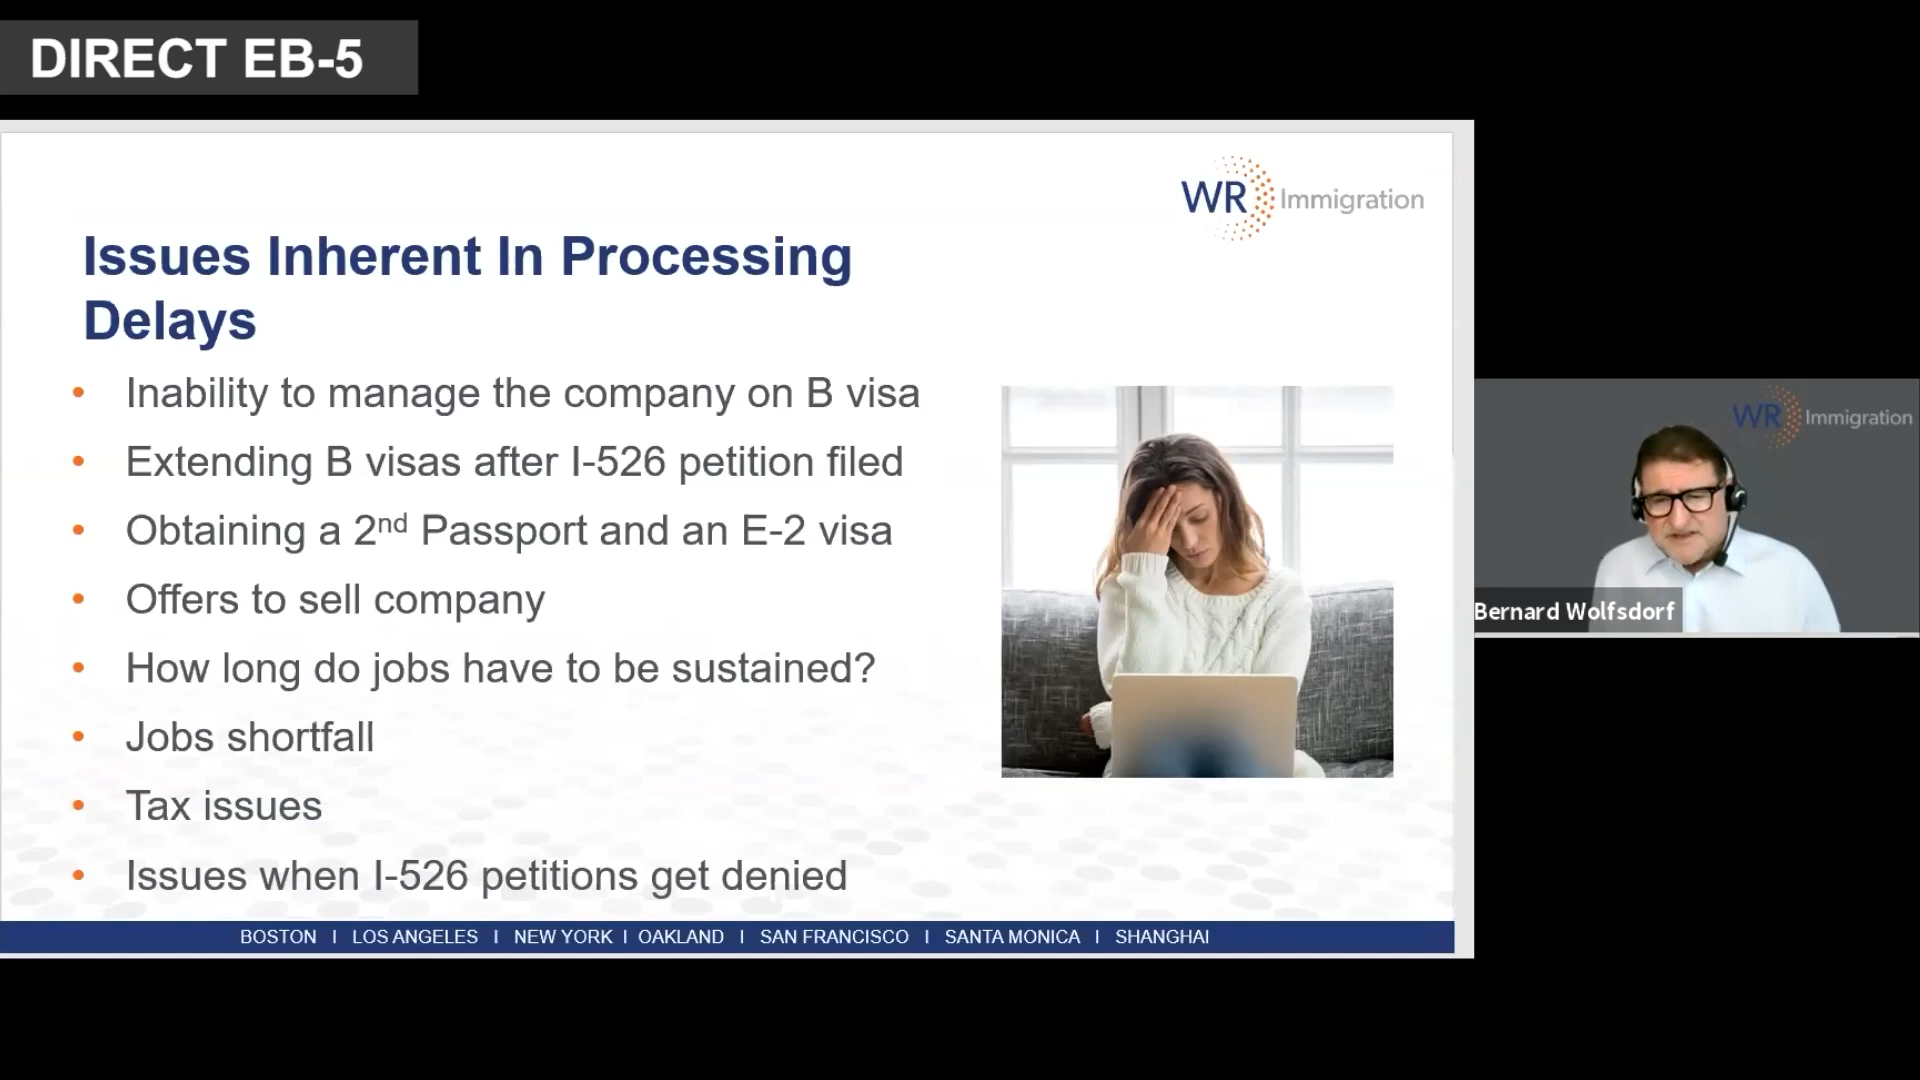 DIRECT EB-5
WR Immigration
Issues Inherent In Processing
Delays
• Inability to manage the company on B visa
• Extending B visas after I-526 petition filed
• Obtaining a 2nd Passport and an E-2 visa
• Offers to sell company
• How long do jobs have to be sustained?
• Jobs shortfall
• Tax issues
• Issues when I-526 petitions get denied
BOSTON | LOS ANGELES | NEW YORK | OAKLAND | SAN FRANCISCO | SANTA MONICA | SHANGHAI
WR Immigration
Bernard Wolfsdorf